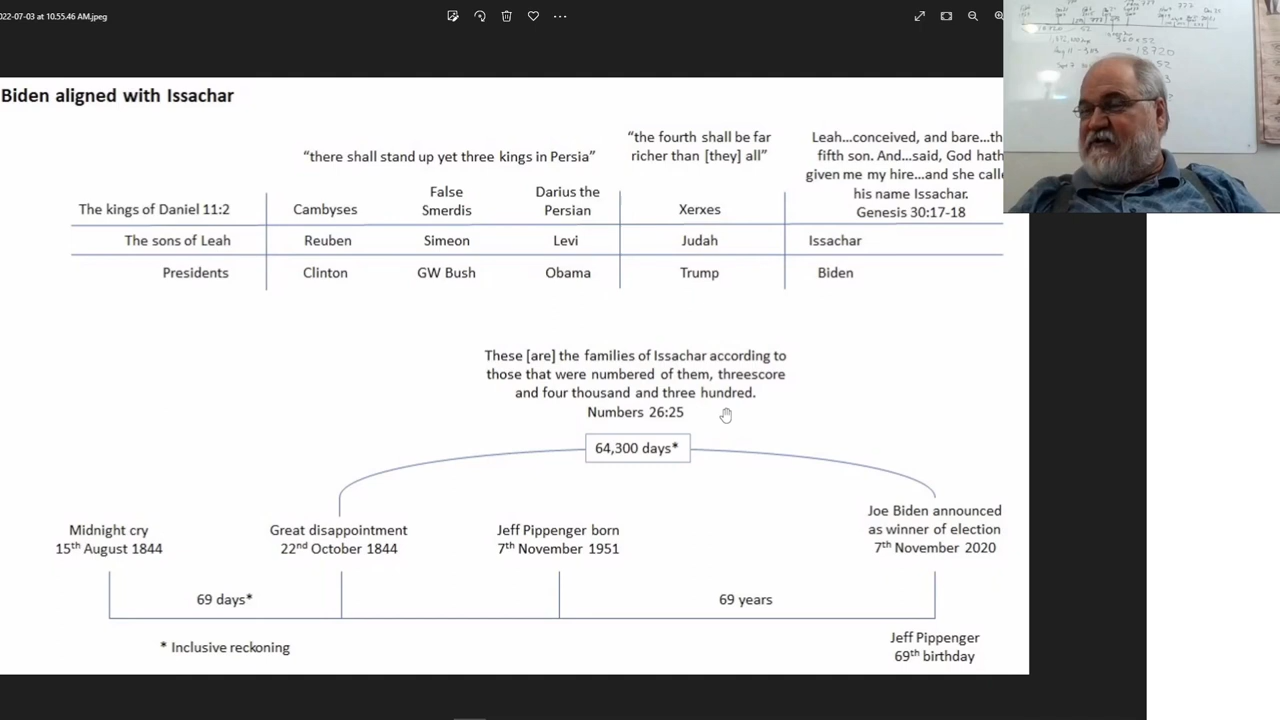 2022-07-03 at 10.55.46 AM.jpeg
Biden aligned with Issachar
"there shall stand up yet three kings in Persia"
"the fourth shall be far
richer than [they] all"
Leah...conceived, and bare...th
fifth son. And...said, God hath
given me my hire...and she calle
his name Issachar.
Genesis 30:17-18
The kings of Daniel 11:2 Cambyses False Smerdis Darius the Persian Xerxes
The sons of Leah Reuben Simeon Levi Judah Issachar
Presidents Clinton GW Bush Obama Trump Biden
These [are] the families of Issachar according to
those that were numbered of them, threescore
and four thousand and three hundred.
Numbers 26:25
64,300 days*
Midnight cry
15th August 1844
Great disappointment
22nd October 1844
Jeff Pippenger born
7th November 1951
Joe Biden announced
as winner of election
7th November 2020
69 days*
69 years
* Inclusive reckoning
Jeff Pippenger
69th birthday
360x52
18720